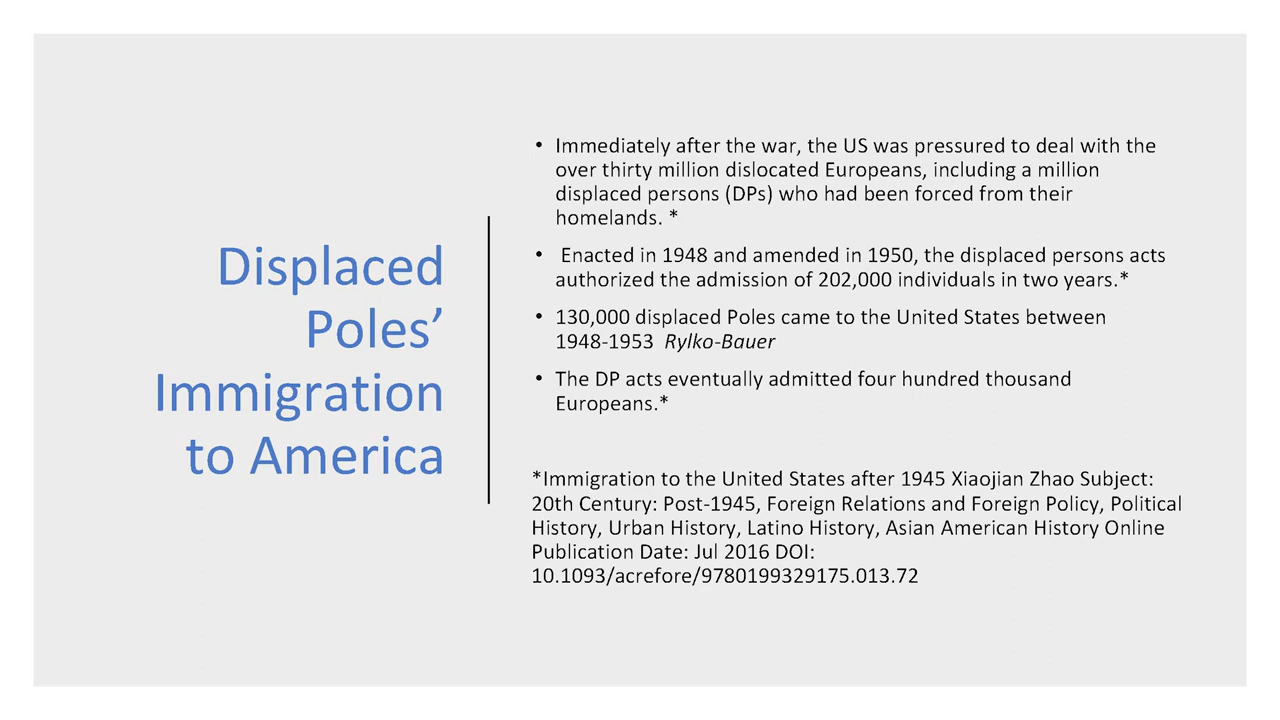 Displaced
Poles’
Immigration
to America
• Immediately after the war, the US was pressured to deal with the
over thirty million dislocated Europeans, including a million
displaced persons (DPs) who had been forced from their
homelands. *
• Enacted in 1948 and amended in 1950, the displaced persons acts
authorized the admission of 202,000 individuals in two years.*
• 130,000 displaced Poles came to the United States between
1948-1953 Rylko-Bauer
• The DP acts eventually admitted four hundred thousand
Europeans.*
*Immigration to the United States after 1945 Xiaojian Zhao Subject:
20th Century: Post-1945, Foreign Relations and Foreign Policy, Political
History, Urban History, Latino History, Asian American History Online
Publication Date: Jul 2016 DOI:
10.1093/acrefore/9780199329175.013.72